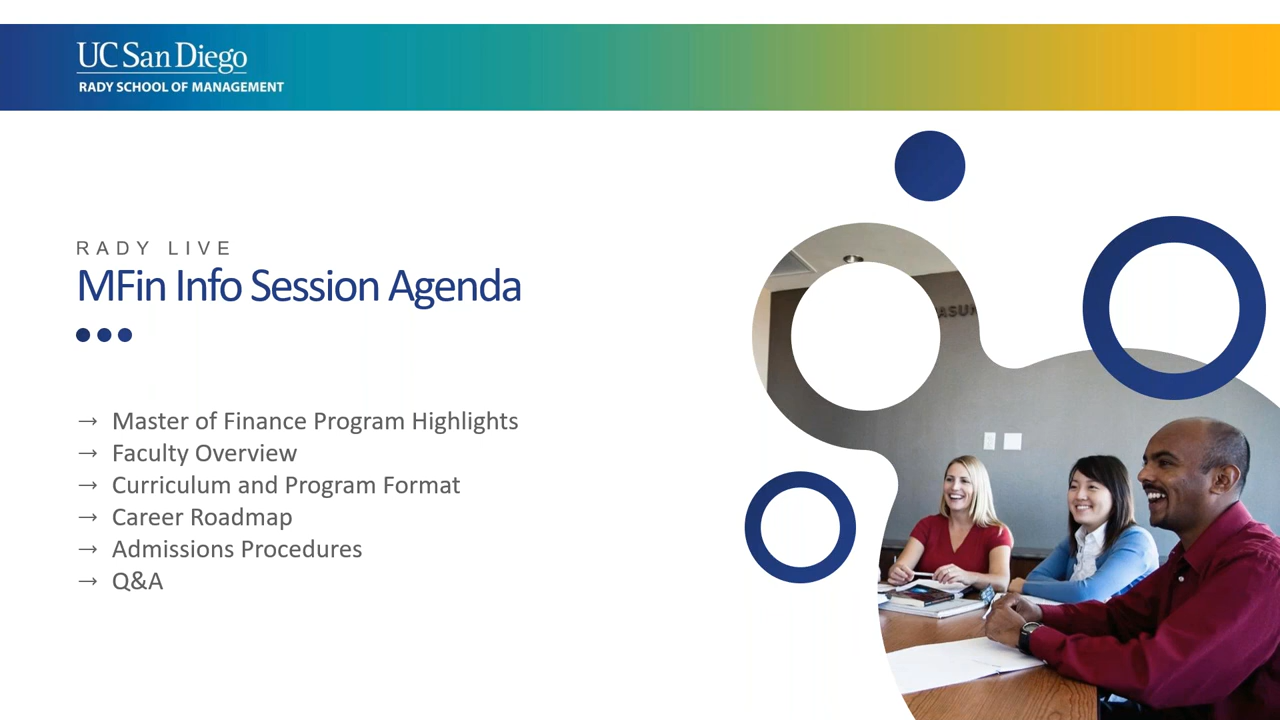 UC San Diego
RADY SCHOOL OF MANAGEMENT
RADY LIVE
MFin Info Session Agenda
→ Master of Finance Program Highlights
→ Faculty Overview
→ Curriculum and Program Format
→ Career Roadmap
→ Admissions Procedures
→ Q&A